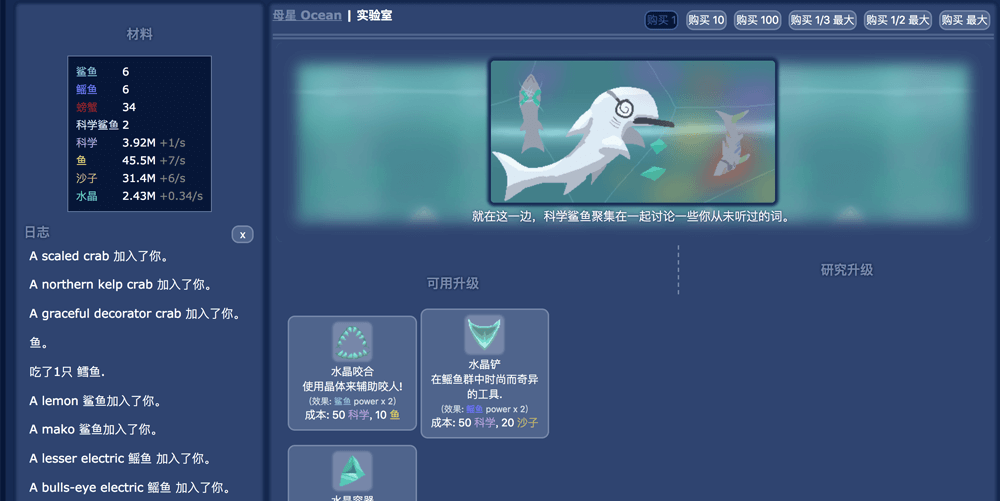 母星 Ocean | 实验室
购买 1 购买 10 购买 100 购买 1/3 最大 购买 1/2 最大 购买 最大
材料
鲨鱼 6
鳐鱼 6
螃蟹 34
科学鲨鱼 2
科学 3.92M +1/s
鱼 45.5M +7/s
沙子 31.4M +6/s
水晶 2.43M +0.34/s
日志
x
A scaled crab 加入了你。
A northern kelp crab 加入了你。
A graceful decorator crab 加入了你。
鱼。
吃了1只 鳕鱼.
A lemon 鲨鱼加入了你。
A mako 鲨鱼加入了你。
A lesser electric 鳐鱼 加入了你。
A bulls-eye electric 鳐鱼 加入了你。
就在这一边，科学鲨鱼聚集在一起讨论一些你从未听过的词。
可用升级
研究升级
水晶咬合
使用晶体来辅助咬人!
(效果: 鲨鱼 power x 2)
成本: 50 科学, 10 鱼
水晶铲
在鳐鱼群中时尚而奇异
的工具.
(效果: 鳐鱼 power x 2)
成本: 50 科学, 20 沙子
水晶容器